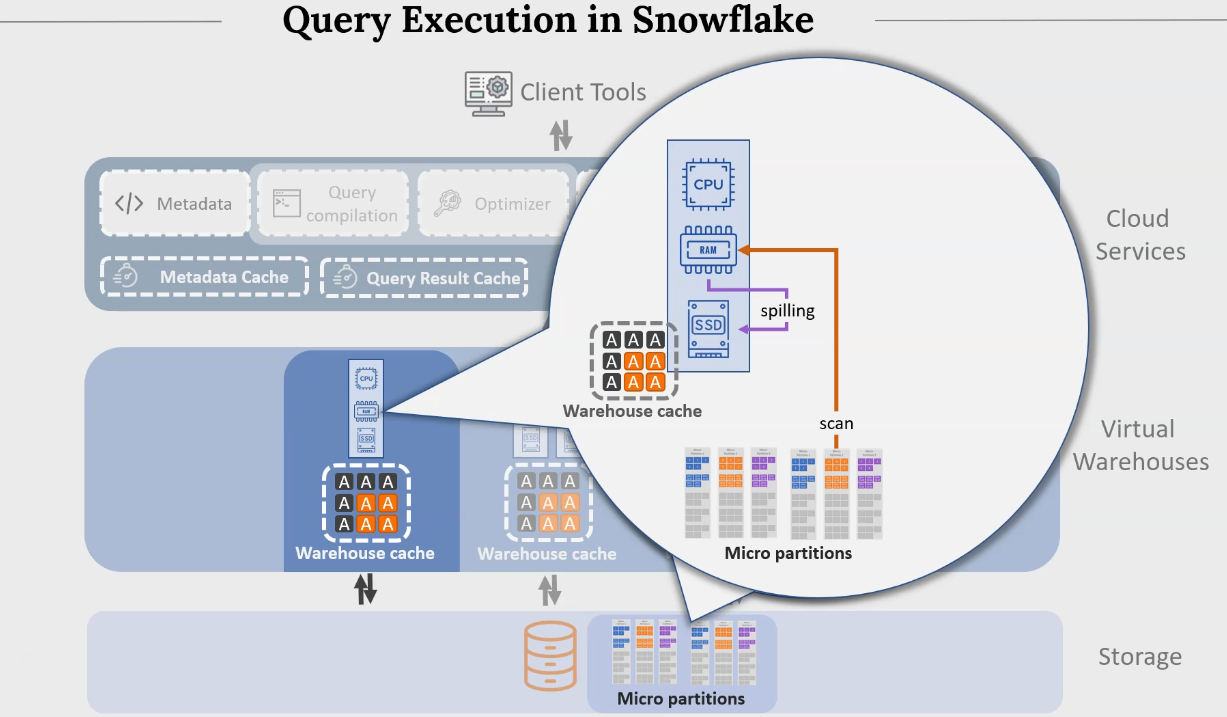 Query Execution in Snowflake
Client Tools
Metadata
Query
compilation
Optimizer
Metadata Cache
Query Result Cache
Cloud
Services
CPU
RAM
SSD
spilling
A A A
A A A
A A A
Warehouse cache
scan
Micro partitions
CPU
RAM
SSD
A A A
A A A
A A A
Warehouse cache
SSD
A A A
A A A
A A A
Warehouse cache
Virtual
Warehouses
Micro partitions
Storage